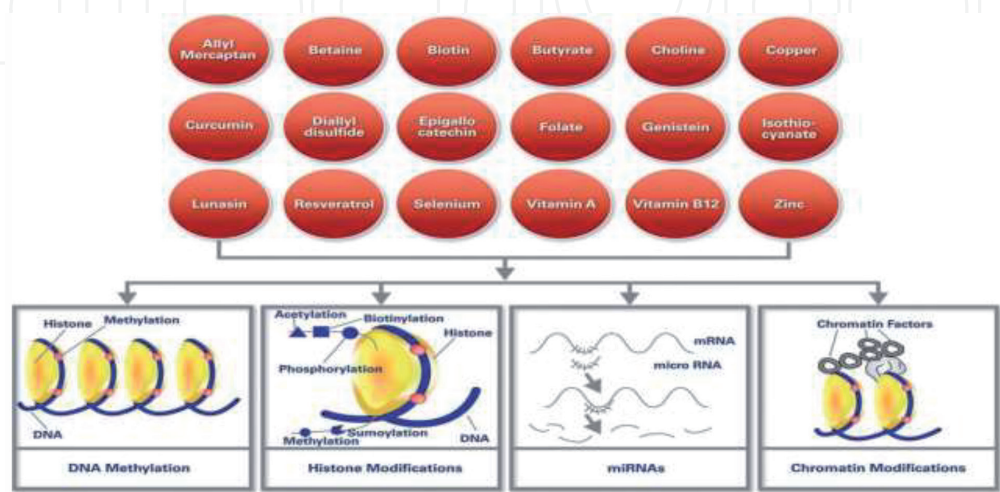 Allyl
Mercaptan
Betaine
Biotin
Butyrate
Choline
Copper
Curcumin
Diallyl
disulfide
Epigallo
catechin
Folate
Genistein
Isothio-
cyanate
Lunasin
Resveratrol
Selenium
Vitamin A
Vitamin B12
Zinc
Histone
Methylation
DNA
DNA Methylation
Acetylation
Biotinylation
Histone
Phosphorylation
Sumoylation
Methylation
DNA
Histone Modifications
mRNA
micro RNA
miRNAs
Chromatin Factors
Chromatin Modifications